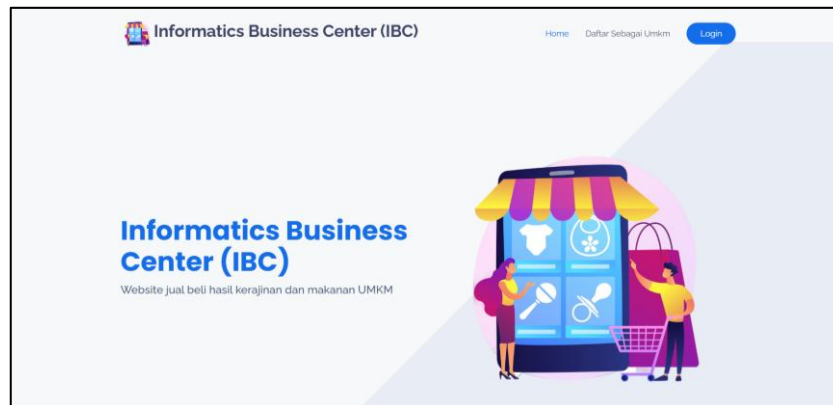 Informatics Business Center (IBC)
Home Daftar Sebagai Umkm Login
Informatics Business
Center (IBC)
Website jual beli hasil kerajinan dan makanan UMKM